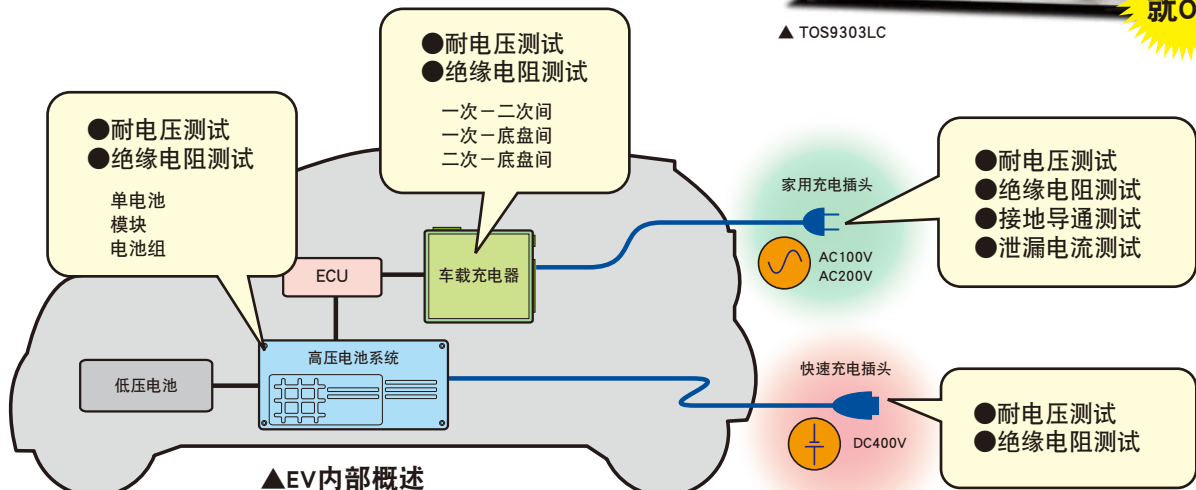 就O
▲ TOS9303LC
●耐电压测试
●绝缘电阻测试
一次－二次间
一次－底盘间
二次－底盘间
●耐电压测试
●绝缘电阻测试
单电池
模块
电池组
●耐电压测试
●绝缘电阻测试
●接地导通测试
●泄漏电流测试
家用充电插头
AC100V
AC200V
ECU
车载充电器
高压电池系统
低压电池
快速充电插头
DC400V
●耐电压测试
●绝缘电阻测试
▲EV内部概述